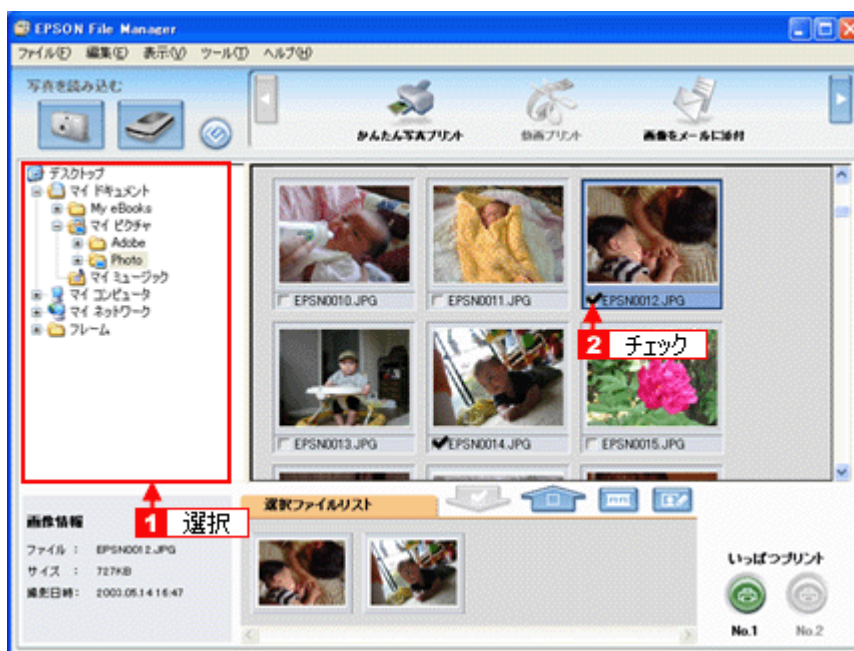 EPSON File Manager
ファイル(F) 編集(E) 表示(V) ツール(T) ヘルプ(H)
写真を読み込む
かんたん写真プリント 動画プリント 画像をメールに添付
デスクトップ
マイ ドキュメント
My eBooks
マイ ピクチャ
Adobe
Photo
マイ ミュージック
マイ コンピュータ
マイ ネットワーク
フレーム
EPSN0010.JPG EPSN0011.JPG EPSN0012.JPG
2 チェック
EPSN0013.JPG EPSN0014.JPG EPSN0015.JPG
1 選択
選択ファイルリスト
画像情報
ファイル : EPSN0012.JPG
サイズ : 727KB
撮影日時: 2003.05.14 16:47
いっぱつプリント
No.1 No.2